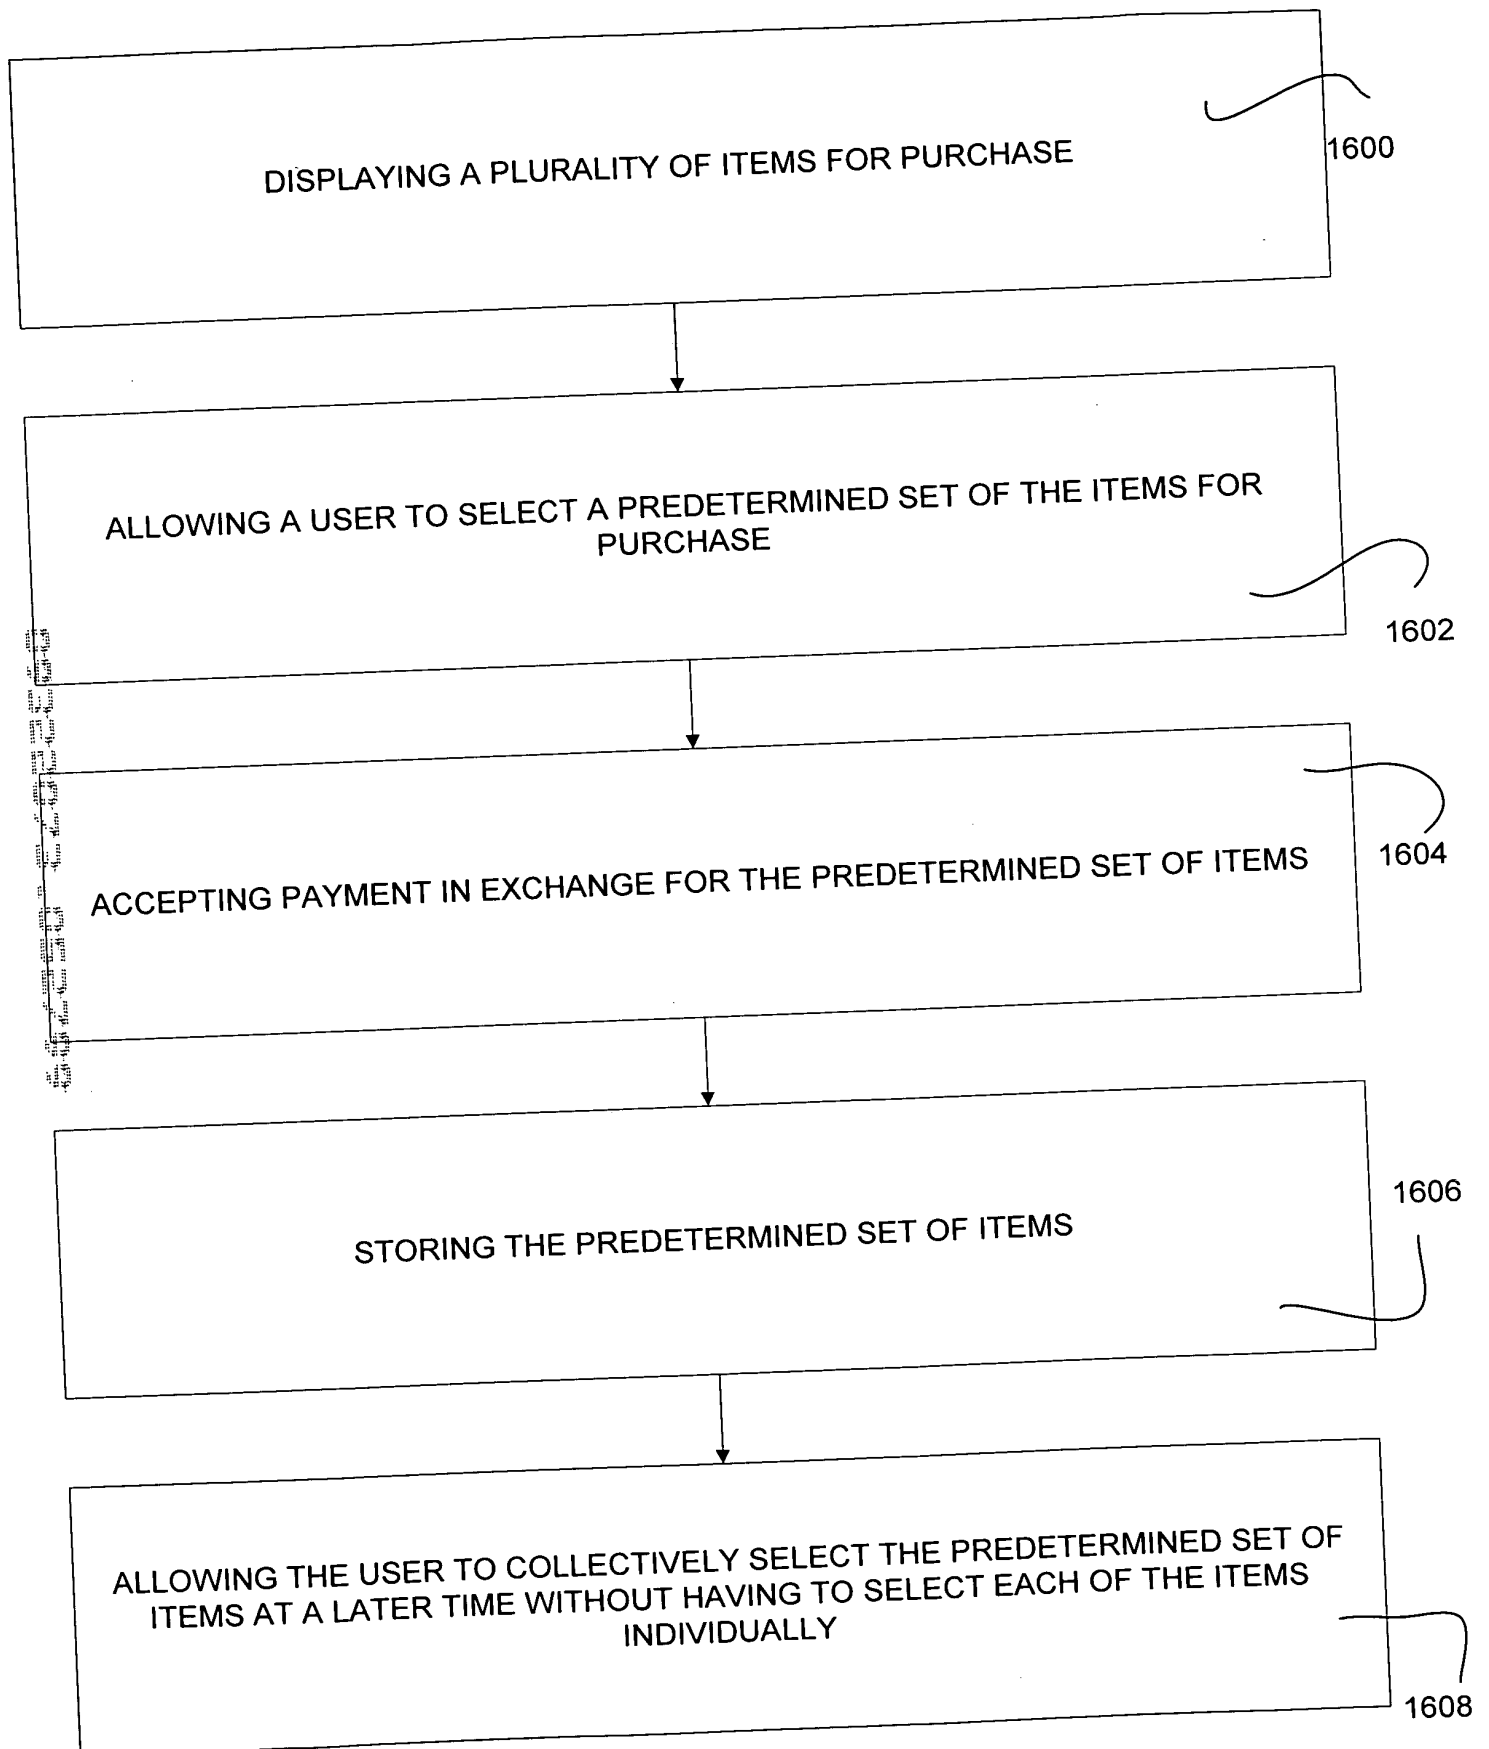 DISPLAYING A PLURALITY OF ITEMS FOR PURCHASE
1600
ALLOWING A USER TO SELECT A PREDETERMINED SET OF THE ITEMS FOR
PURCHASE
1602
ACCEPTING PAYMENT IN EXCHANGE FOR THE PREDETERMINED SET OF ITEMS
1604
STORING THE PREDETERMINED SET OF ITEMS
1606
ALLOWING THE USER TO COLLECTIVELY SELECT THE PREDETERMINED SET OF
ITEMS AT A LATER TIME WITHOUT HAVING TO SELECT EACH OF THE ITEMS
INDIVIDUALLY
1608